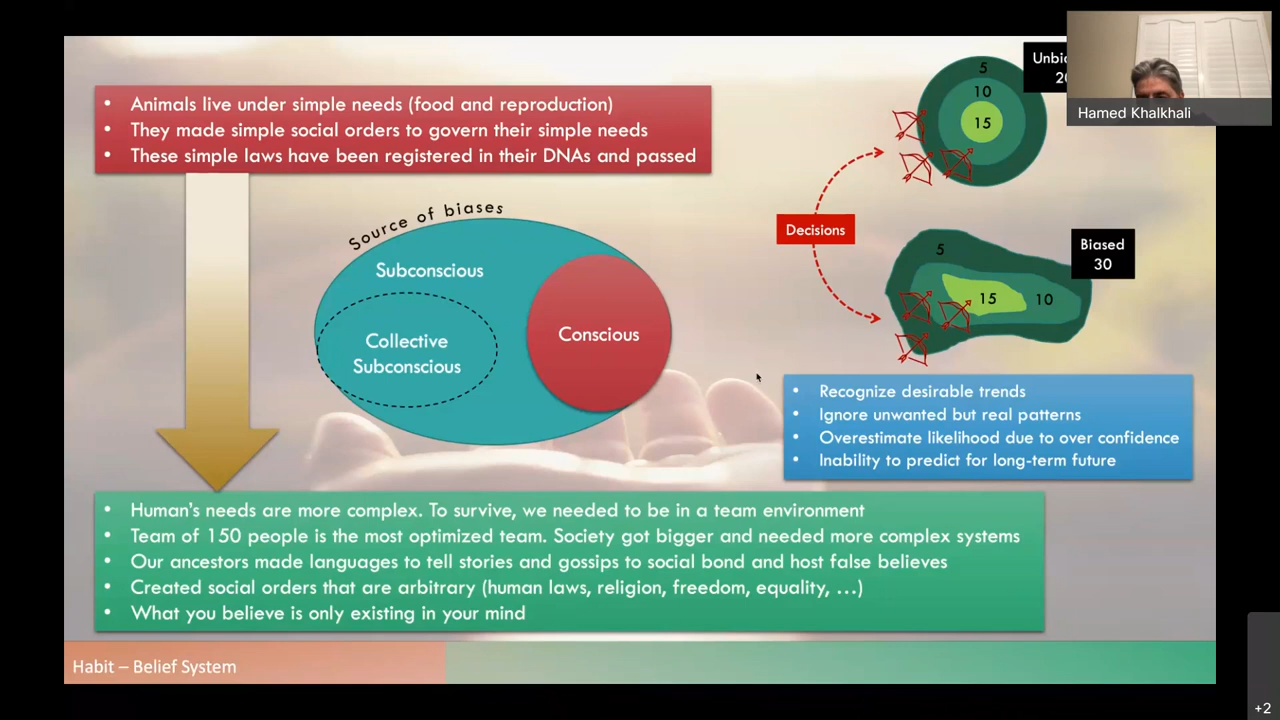 • Animals live under simple needs (food and reproduction)
• They made simple social orders to govern their simple needs
• These simple laws have been registered in their DNAs and passed
Source of biases
Subconscious
Collective
Subconscious
Conscious
5
10
15
Hamed Khalkhali
Decisions
5
15
10
Biased
30
• Recognize desirable trends
• Ignore unwanted but real patterns
• Overestimate likelihood due to over confidence
• Inability to predict for long-term future
• Human's needs are more complex. To survive, we needed to be in a team environment
• Team of 150 people is the most optimized team. Society got bigger and needed more complex systems
• Our ancestors made languages to tell stories and gossips to social bond and host false believes
• Created social orders that are arbitrary (human laws, religion, freedom, equality, …)
• What you believe is only existing in your mind
Habit – Belief System
+2